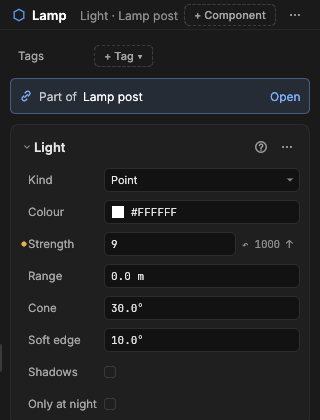 Lamp Light · Lamp post + Component ...
Tags + Tag ▾
Part of Lamp post Open
Light ? ...
Kind Point
Colour #FFFFFF
Strength 9 ↶ 1000 ↑
Range 0.0 m
Cone 30.0°
Soft edge 10.0°
Shadows
Only at night